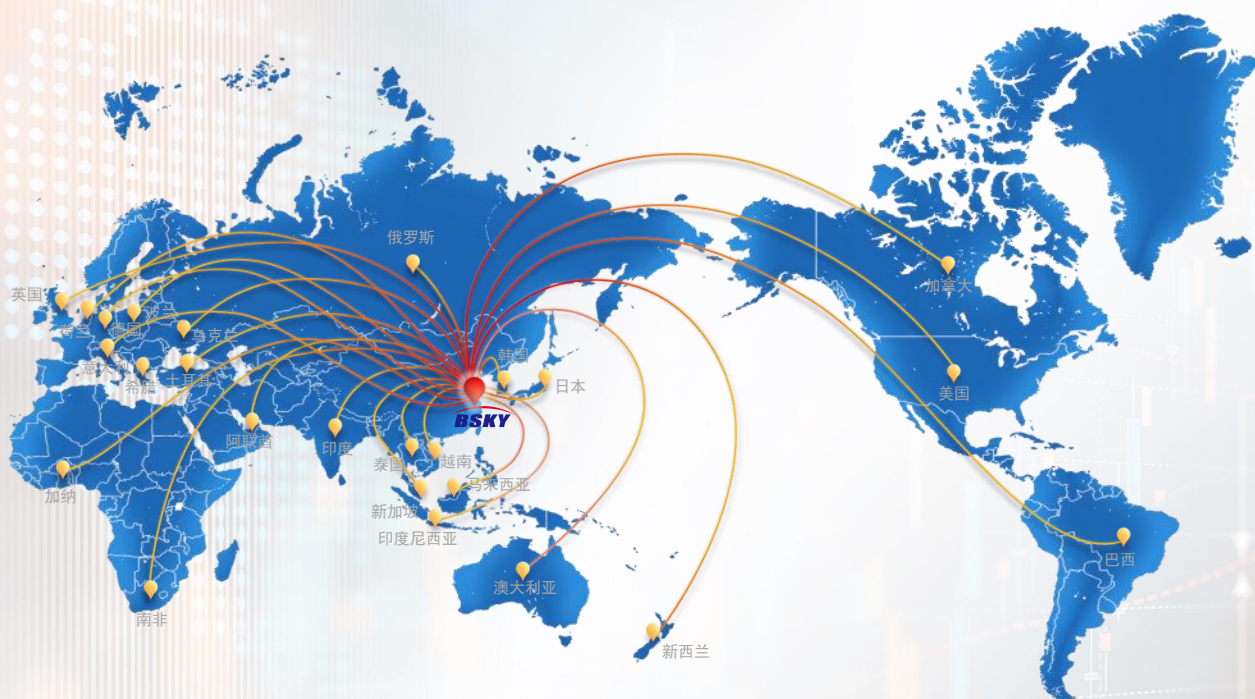 俄罗斯
英国
荷兰
德国
波兰
乌克兰
意大利
希腊
土耳其
韩国
日本
加拿大
美国
BSKY
阿联酋
印度
泰国
越南
加纳
马来西亚
新加坡
印度尼西亚
澳大利亚
巴西
南非
新西兰